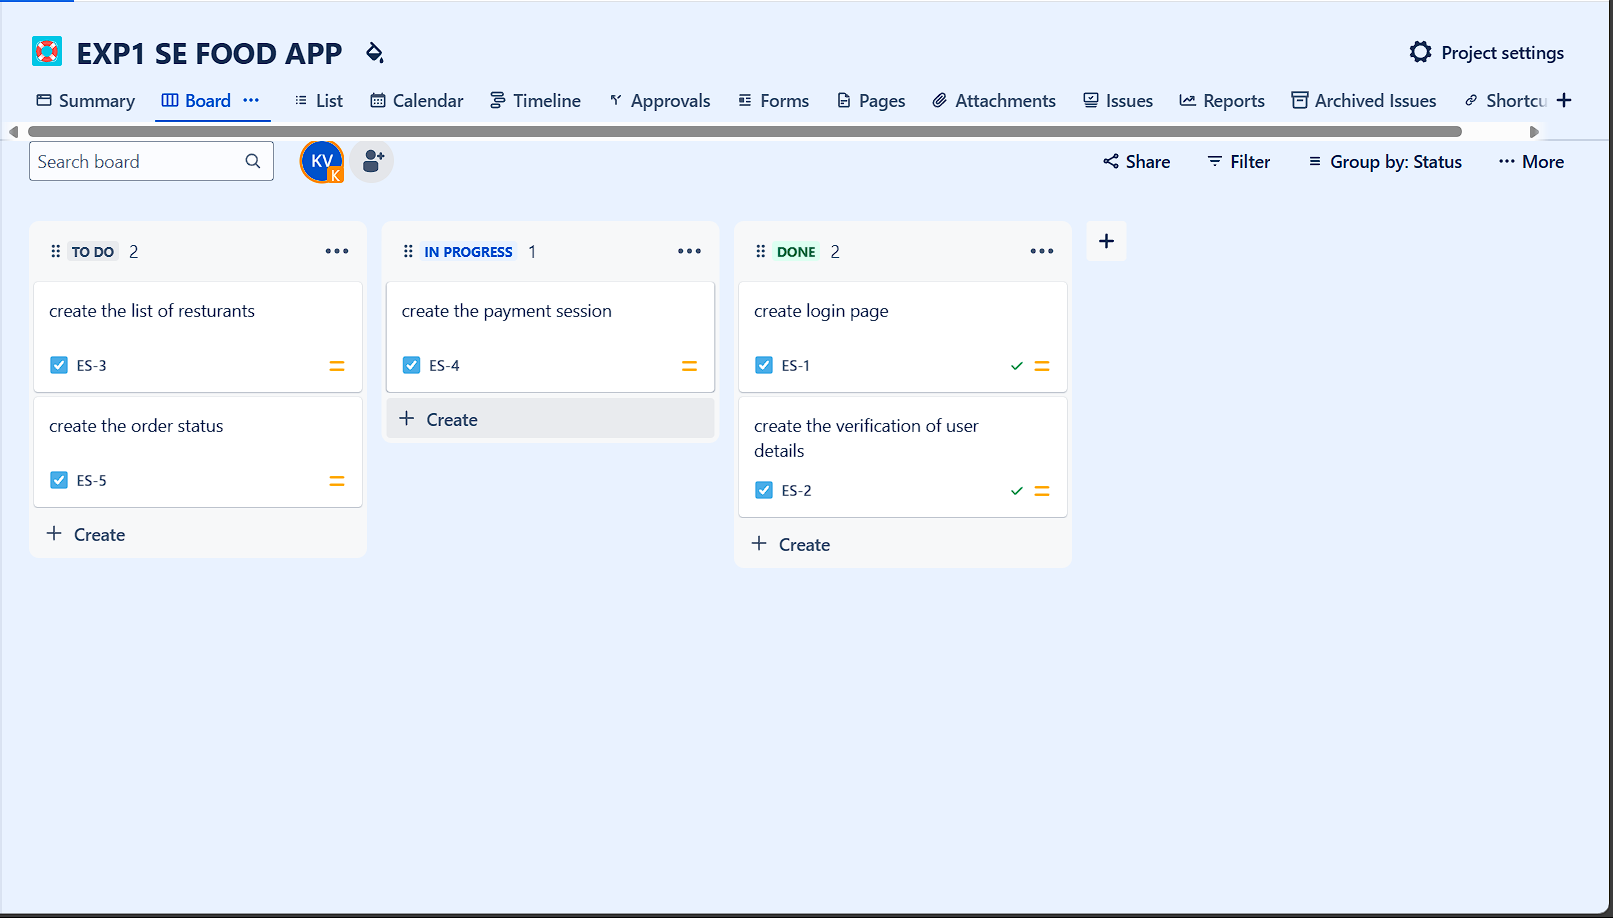 EXP1 SE FOOD APP
Project settings
Summary Board List Calendar Timeline Approvals Forms Pages Attachments Issues Reports Archived Issues Shortcu
Search board
KV
K
Share Filter Group by: Status More
TO DO 2
create the list of resturants
ES-3
create the order status
ES-5
Create
IN PROGRESS 1
create the payment session
ES-4
Create
DONE 2
create login page
ES-1
create the verification of user
details
ES-2
Create